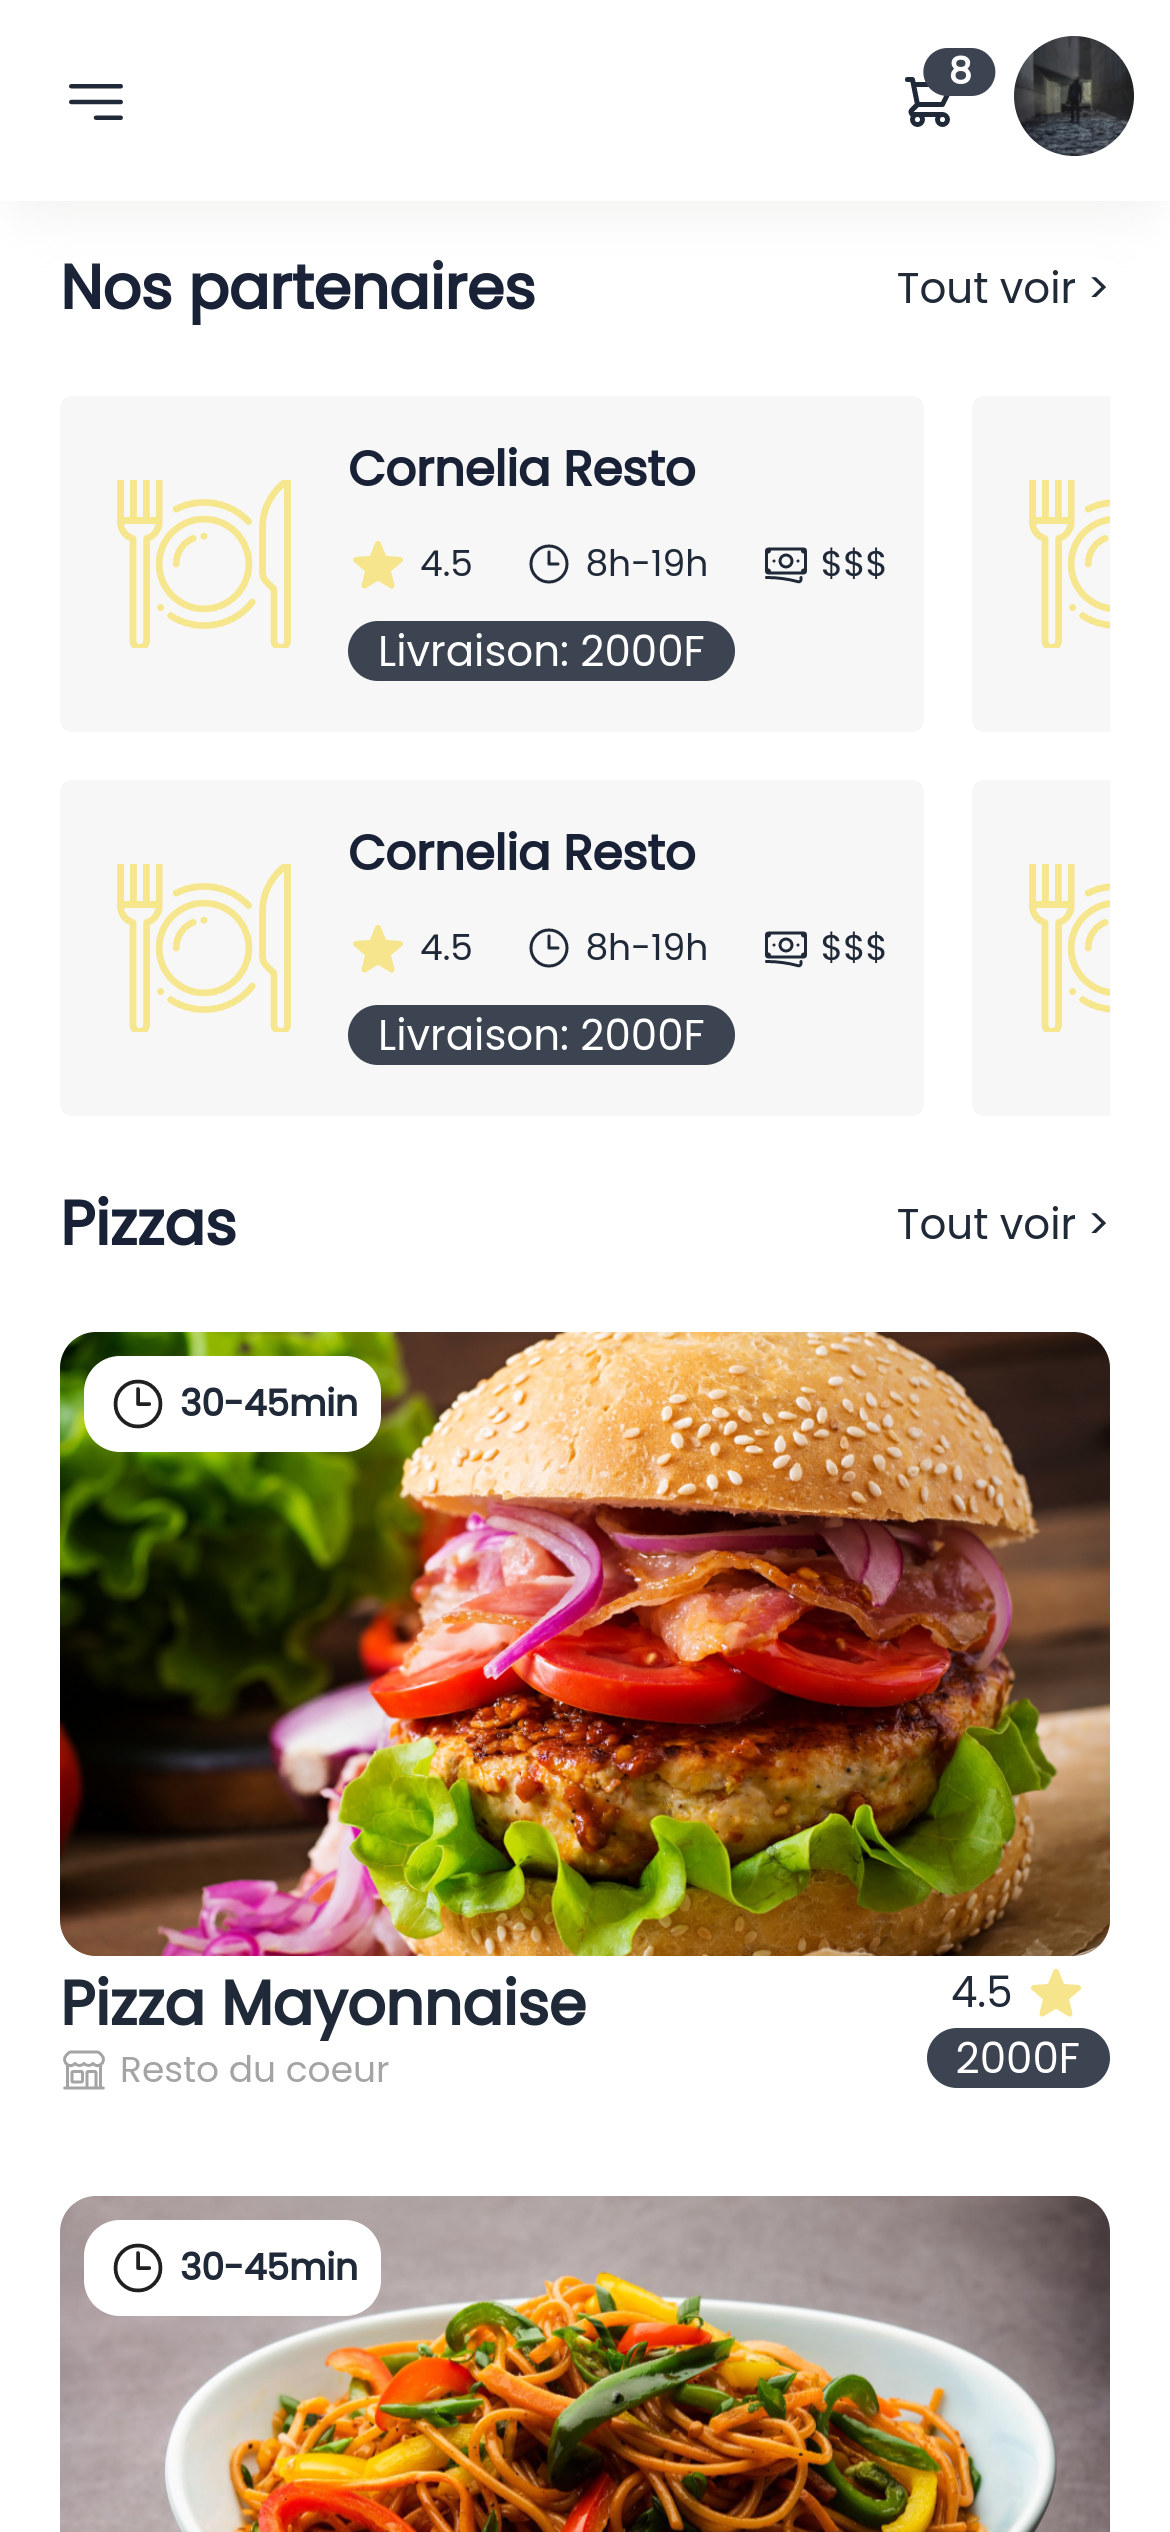 8
Nos partenaires
Tout voir >
Cornelia Resto
4.5 8h-19h $$$
Livraison: 2000F
Cornelia Resto
4.5 8h-19h $$$
Livraison: 2000F
Pizzas
Tout voir >
30-45min
Pizza Mayonnaise
4.5
Resto du coeur
2000F
30-45min